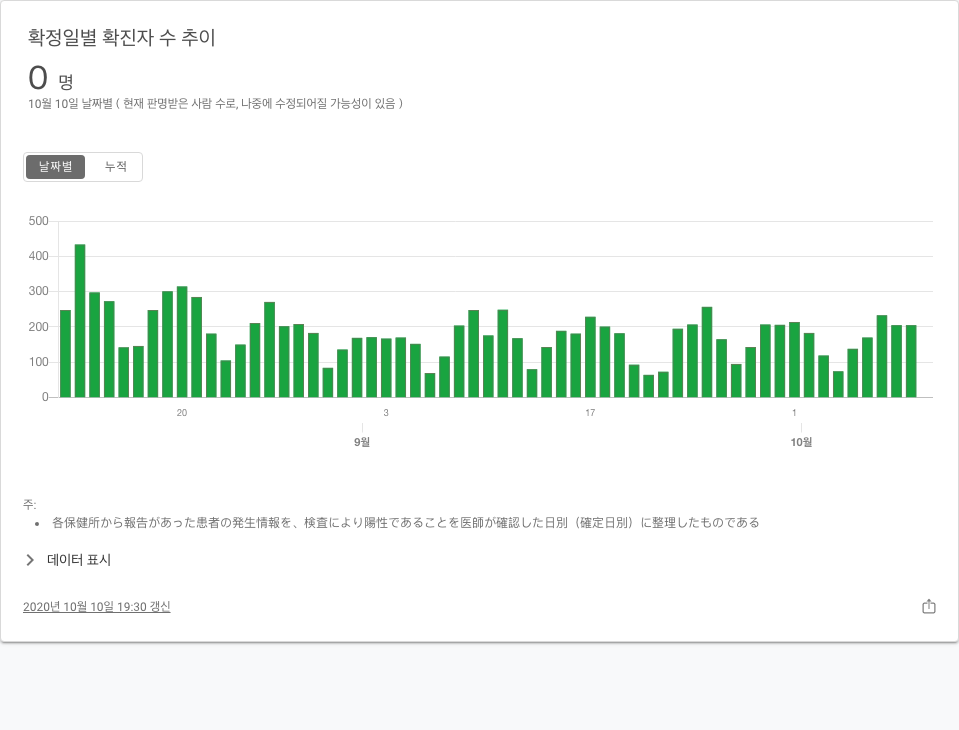 확정일별 확진자 수 추이
0 명
10월 10일 날짜별 ( 현재 판명받은 사람 수로, 나중에 수정되어질 가능성이 있음 )
날짜별 누적
500
400
300
200
100
0
20 3 17 1
9월 10월
주:
• 各保健所から報告があった患者の発生情報を、検査により陽性であることを医師が確認した日別（確定日別）に整理したものである
데이터 표시
2020년 10월 10일 19:30 갱신